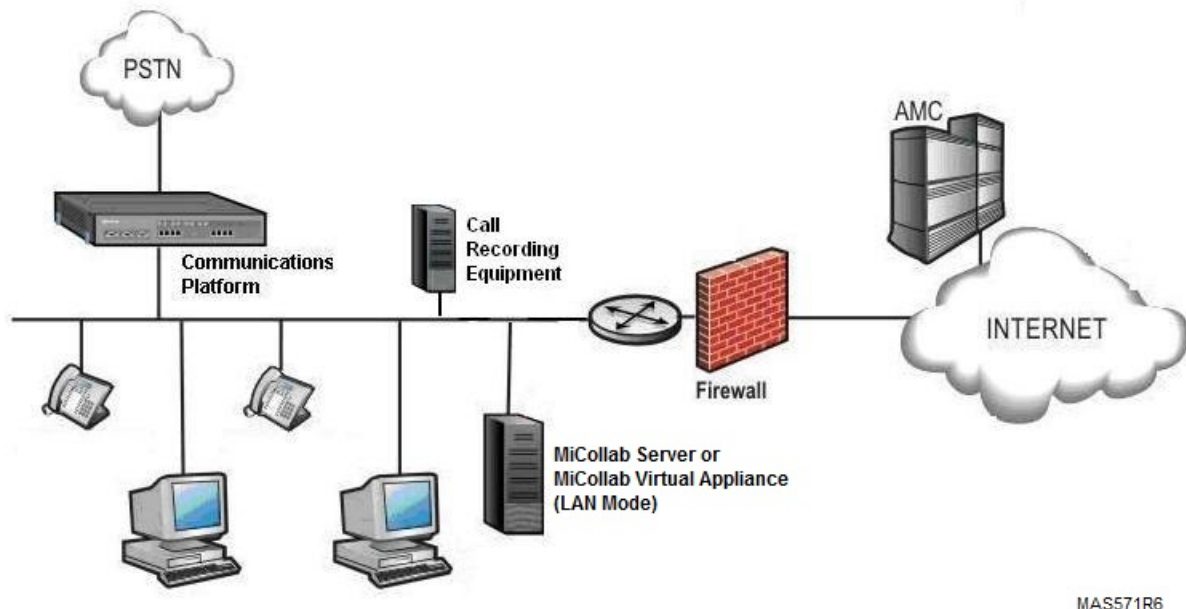 PSTN
AMC
Call
Recording
Equipment
Communications
Platform
INTERNET
Firewall
MiCollab Server or
MiCollab Virtual Appliance
(LAN Mode)
MAS571R6